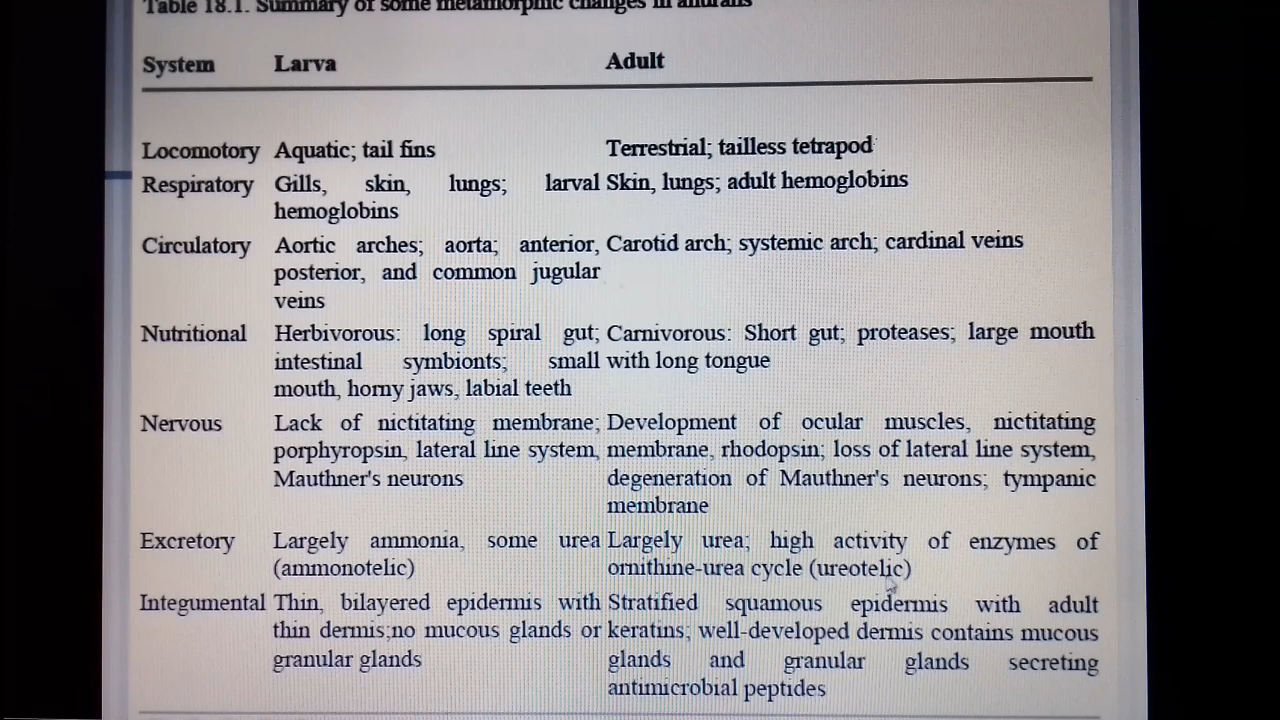 Table 18.1. Summary of some metamorphic changes in anurans
System Larva Adult
Locomotory Aquatic; tail fins Terrestrial; tailless tetrapod
Respiratory Gills, skin, lungs; larval Skin, lungs; adult hemoglobins
hemoglobins
Circulatory Aortic arches; aorta; anterior, Carotid arch; systemic arch; cardinal veins
posterior, and common jugular
veins
Nutritional Herbivorous: long spiral gut; Carnivorous: Short gut; proteases; large mouth
intestinal symbionts; small with long tongue
mouth, horny jaws, labial teeth
Nervous Lack of nictitating membrane; Development of ocular muscles, nictitating
porphyropsin, lateral line system, membrane, rhodopsin; loss of lateral line system,
Mauthner's neurons degeneration of Mauthner's neurons; tympanic
membrane
Excretory Largely ammonia, some urea Largely urea; high activity of enzymes of
(ammonotelic) ornithine-urea cycle (ureotelic)
Integumental Thin, bilayered epidermis with Stratified squamous epidermis with adult
thin dermis;no mucous glands or keratins; well-developed dermis contains mucous
granular glands glands and granular glands secreting
antimicrobial peptides